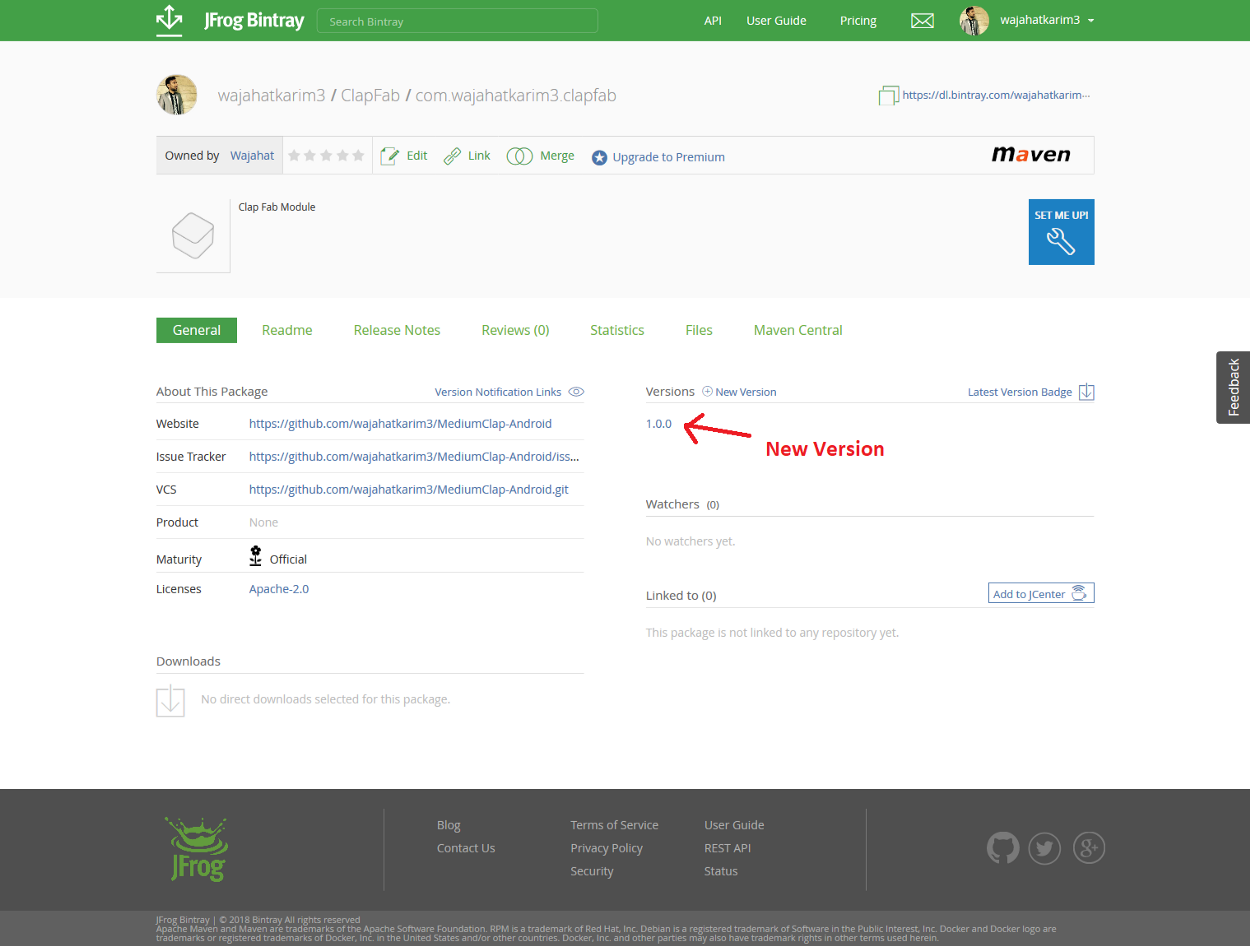 JFrog Bintray
Search Bintray
API
User Guide
Pricing
wajahatkarim3
wajahatkarim3 / ClapFab / com.wajahatkarim3.clapfab
https://dl.bintray.com/wajahatkarim···
Owned by Wajahat
Edit
Link
Merge
Upgrade to Premium
maven
Clap Fab Module
SET ME UP!
General
Readme
Release Notes
Reviews (0)
Statistics
Files
Maven Central
Feedback
About This Package
Version Notification Links
Website
https://github.com/wajahatkarim3/MediumClap-Android
Issue Tracker
https://github.com/wajahatkarim3/MediumClap-Android/iss...
VCS
https://github.com/wajahatkarim3/MediumClap-Android.git
Product
None
Maturity
Official
Licenses
Apache-2.0
Downloads
No direct downloads selected for this package.
Versions
New Version
Latest Version Badge
1.0.0
New Version
Watchers (0)
No watchers yet.
Linked to (0)
Add to JCenter
This package is not linked to any repository yet.
JFrog
Blog
Contact Us
Terms of Service
Privacy Policy
Security
User Guide
REST API
Status
g+
JFrog Bintray | © 2018 Bintray All rights reserved
Apache Maven and Maven are trademarks of the Apache Software Foundation. RPM is a trademark of Red Hat, Inc. Debian is a registered trademark of Software in the Public Interest, Inc. Docker and Docker logo are
trademarks or registered trademarks of Docker, Inc. in the United States and/or other countries. Docker, Inc. and other parties may also have trademark rights in other terms used herein.